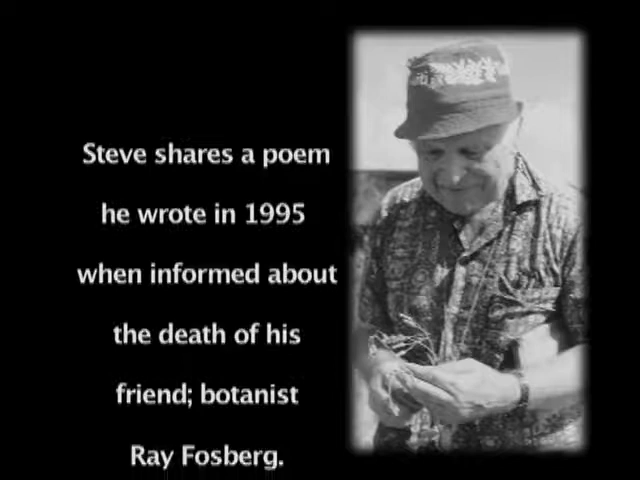 Steve shares a poem
he wrote in 1995
when informed about
the death of his
friend; botanist
Ray Fosberg.